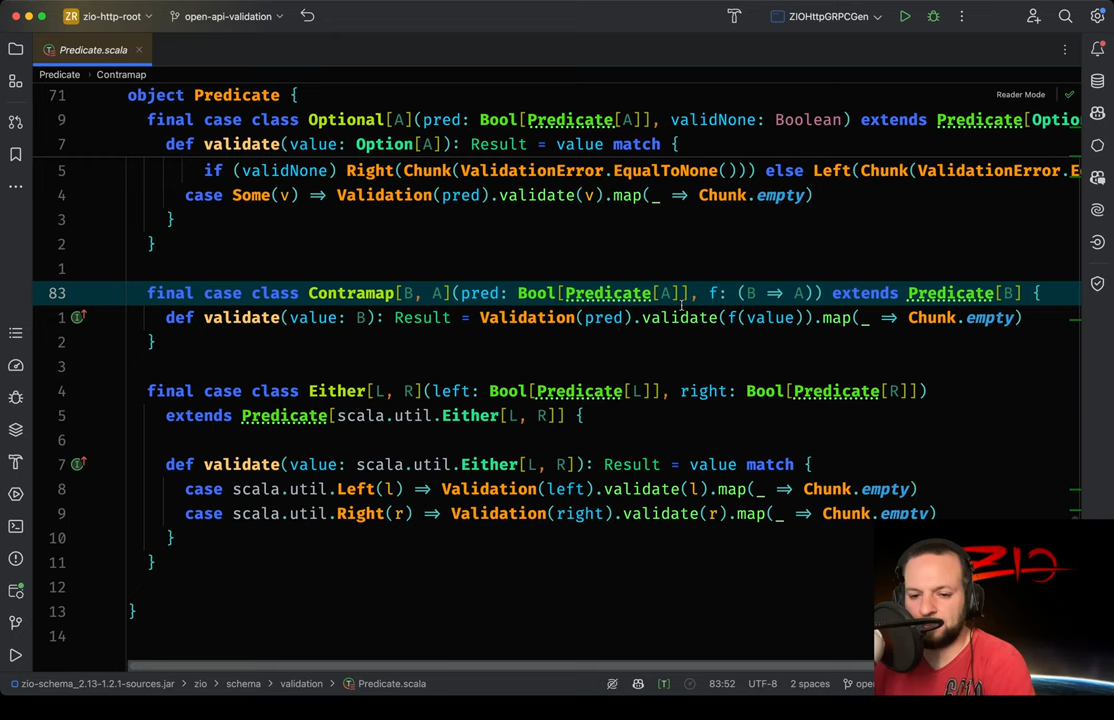 ZR zio-http-root open-api-validation ZIOHttpGRPCGen
Predicate.scala
Predicate Contramap
Reader Mode
71 object Predicate {
9 final case class Optional[A](pred: Bool[Predicate[A]], validNone: Boolean) extends Predicate[Optio
7 def validate(value: Option[A]): Result = value match {
5 if (validNone) Right(Chunk(ValidationError.EqualToNone())) else Left(Chunk(ValidationError.E
4 case Some(v) ⇒ Validation(pred).validate(v).map(_ ⇒ Chunk.empty)
3 }
2 }
1
83 final case class Contramap[B, A](pred: Bool[Predicate[A]], f: (B ⇒ A)) extends Predicate[B] {
1 def validate(value: B): Result = Validation(pred).validate(f(value)).map(_ ⇒ Chunk.empty)
2 }
3
4 final case class Either[L, R](left: Bool[Predicate[L]], right: Bool[Predicate[R]])
5 extends Predicate[scala.util.Either[L, R]] {
6
7 def validate(value: scala.util.Either[L, R]): Result = value match {
8 case scala.util.Left(l) ⇒ Validation(left).validate(l).map(_ ⇒ Chunk.empty)
9 case scala.util.Right(r) ⇒ Validation(right).validate(r).map(_ ⇒ Chunk.empty)
10 }
11 }
12
13 }
14
ZIO
zio-schema_2.13-1.2.1-sources.jar zio schema validation Predicate.scala 83:52 UTF-8 2 spaces ope